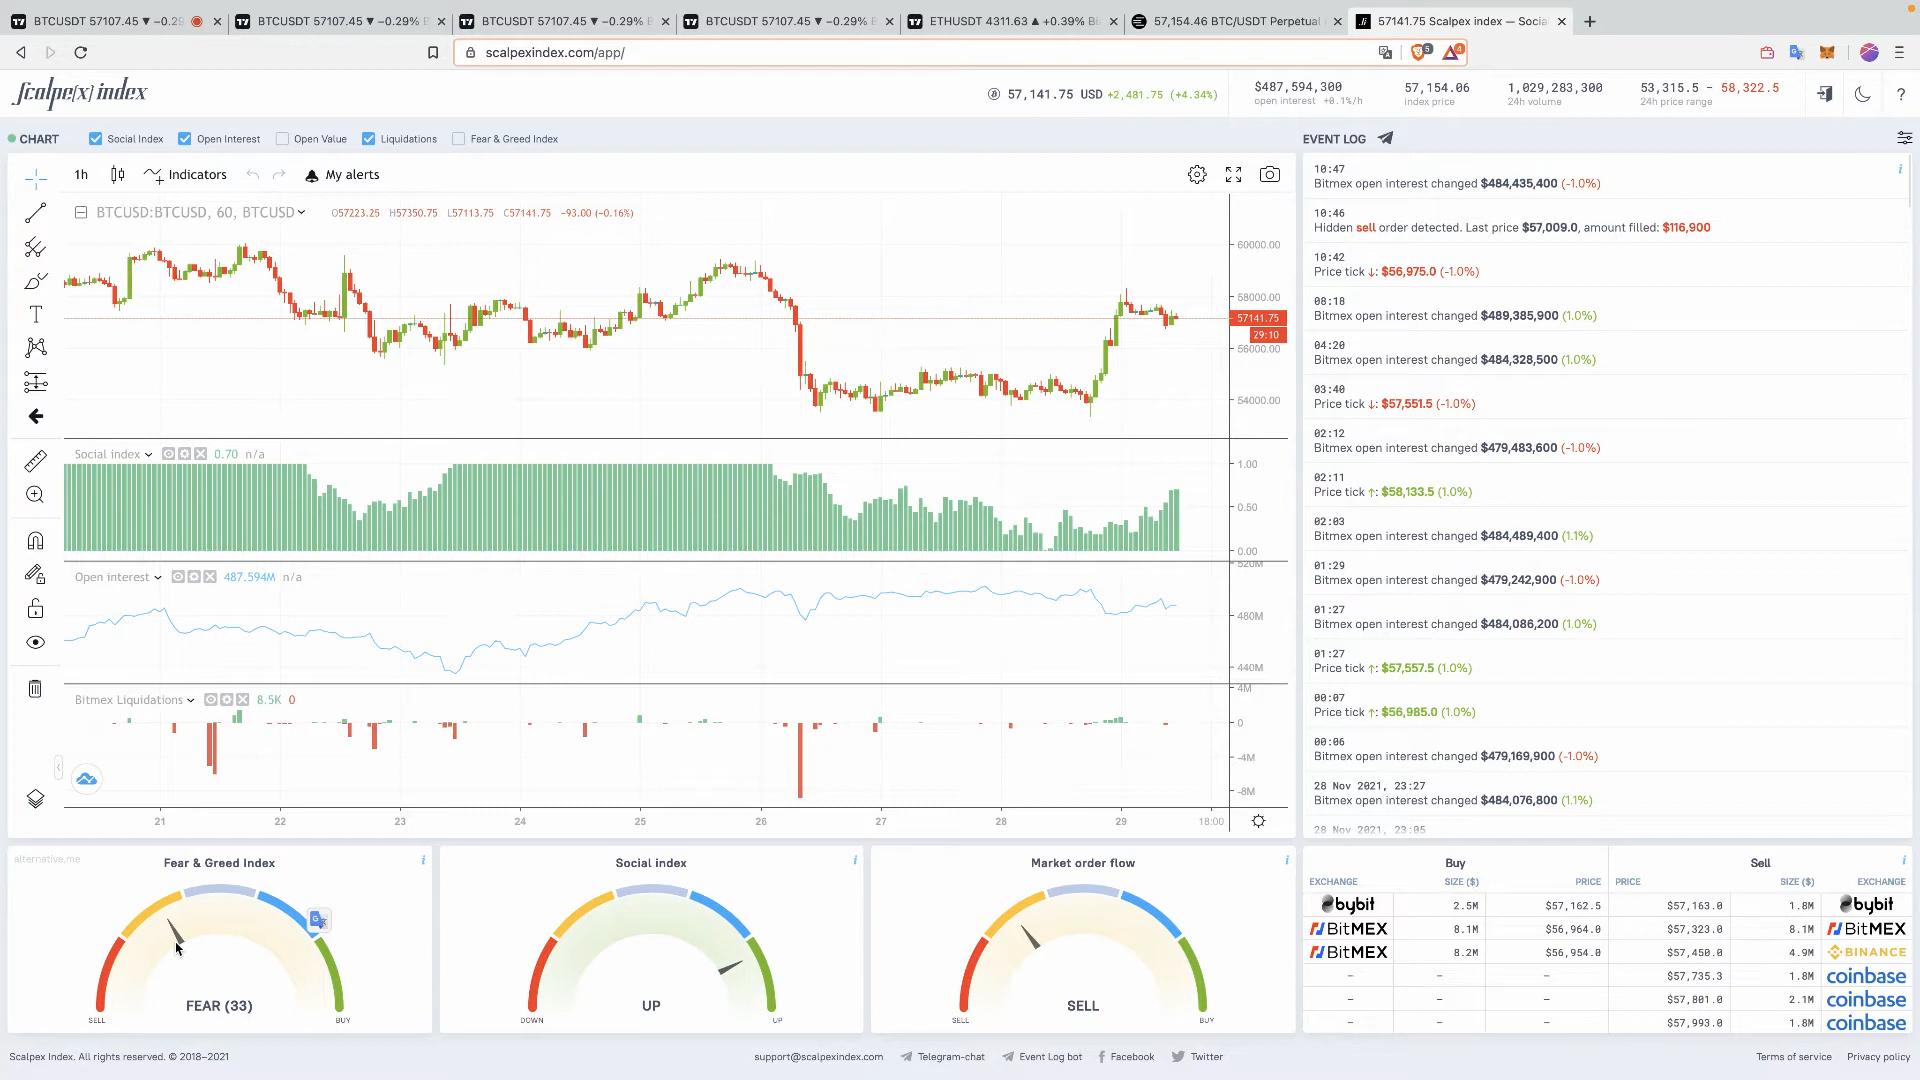 BTCUSDT 57107.45 ▼ −0.29
BTCUSDT 57107.45 ▼ −0.29% B
BTCUSDT 57107.45 ▼ −0.29% B
BTCUSDT 57107.45 ▼ −0.29% B
ETHUSDT 4311.63 ▲ +0.39% Bi
57,154.46 BTC/USDT Perpetual
57141.75 Scalpex index — Socia
scalpexindex.com/app/
5
4
Scalpe[x] index
57,141.75 USD +2,481.75 (+4.34%)
$487,594,300
open interest +0.1%/h
57,154.06
index price
1,029,283,300
24h volume
53,315.5 - 58,322.5
24h price range
?
CHART
Social Index
Open Interest
Open Value
Liquidations
Fear & Greed Index
1h
Indicators
My alerts
BTCUSD:BTCUSD, 60, BTCUSD
O57223.25 H57350.75 L57113.75 C57141.75 −93.00 (−0.16%)
60000.00
58000.00
57141.75
29:10
56000.00
54000.00
Social index
0.70 n/a
1.00
0.50
0.00
Open interest
487.594M n/a
520M
480M
440M
Bitmex Liquidations
8.5K 0
4M
0
-4M
-8M
21 22 23 24 25 26 27 28 29 18:00
EVENT LOG
10:47
Bitmex open interest changed $484,435,400 (-1.0%)
10:46
Hidden sell order detected. Last price $57,009.0, amount filled: $116,900
10:42
Price tick ↓: $56,975.0 (-1.0%)
08:18
Bitmex open interest changed $489,385,900 (1.0%)
04:20
Bitmex open interest changed $484,328,500 (1.0%)
03:40
Price tick ↓: $57,551.5 (-1.0%)
02:12
Bitmex open interest changed $479,483,600 (-1.0%)
02:11
Price tick ↑: $58,133.5 (1.0%)
02:03
Bitmex open interest changed $484,489,400 (1.1%)
01:29
Bitmex open interest changed $479,242,900 (-1.0%)
01:27
Bitmex open interest changed $484,086,200 (1.0%)
01:27
Price tick ↑: $57,557.5 (1.0%)
00:07
Price tick ↑: $56,985.0 (1.0%)
00:06
Bitmex open interest changed $479,169,900 (-1.0%)
28 Nov 2021, 23:27
Bitmex open interest changed $484,076,800 (1.1%)
28 Nov 2021, 23:05
alternative.me
Fear & Greed Index
FEAR (33)
SELL
BUY
Social index
UP
DOWN
UP
Market order flow
SELL
SELL
BUY
Buy Sell
EXCHANGE SIZE ($) PRICE PRICE SIZE ($) EXCHANGE
bybit 2.5M $57,162.5 $57,163.0 1.8M bybit
BitMEX 8.1M $56,964.0 $57,323.0 8.1M BitMEX
BitMEX 8.2M $56,954.0 $57,450.0 4.9M BINANCE
– – – $57,735.3 1.8M coinbase
– – – $57,801.0 2.1M coinbase
– – – $57,993.0 1.8M coinbase
Scalpex Index. All rights reserved. © 2018–2021
support@scalpexindex.com
Telegram-chat
Event Log bot
Facebook
Twitter
Terms of service
Privacy policy